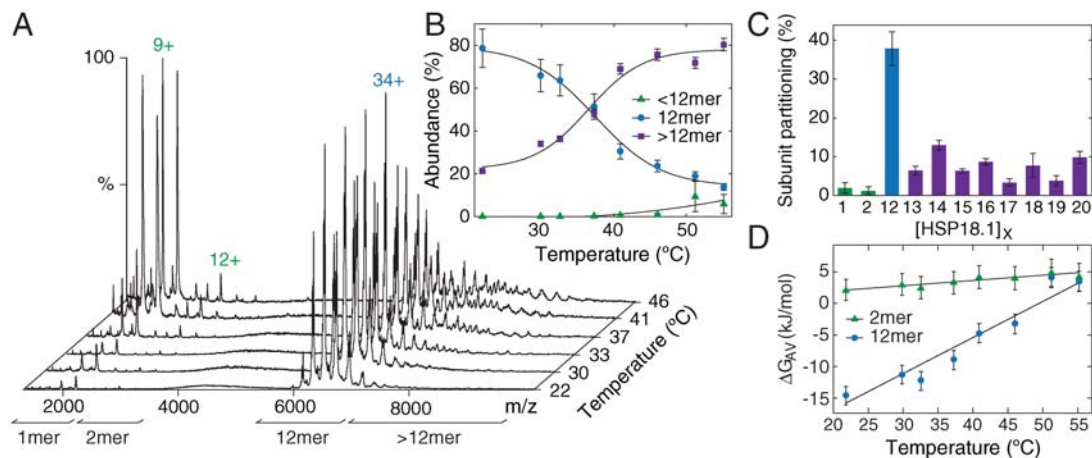 A
9+
100
34+
%
12+
46
41
37
33
30
22
Temperature (°C)
2000
4000
6000
8000
m/z
1mer
2mer
12mer
>12mer
B
80
60
40
20
0
Abundance (%)
<12mer
12mer
>12mer
30
40
50
Temperature (°C)
C
40
30
20
10
0
Subunit partitioning (%)
1 2 12 13 14 15 16 17 18 19 20
[HSP18.1]X
D
5
0
-5
-10
-15
ΔGAV (kJ/mol)
2mer
12mer
20 25 30 35 40 45 50 55
Temperature (°C)